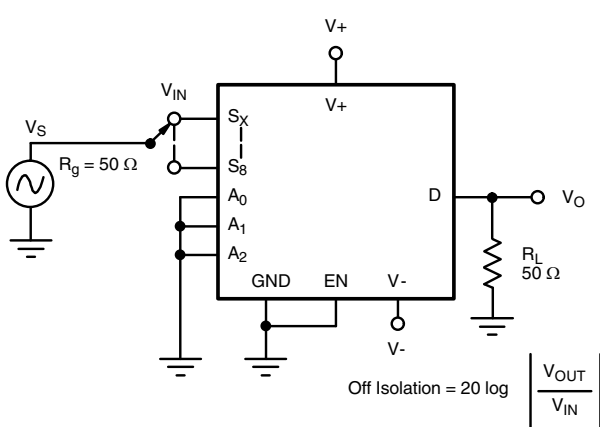 V+
V_IN
V+
V_S
S_X
R_g = 50 Ω
S_8
A_0
D
V_O
A_1
A_2
R_L
50 Ω
GND EN V-
V-
Off Isolation = 20 log | V_OUT / V_IN |